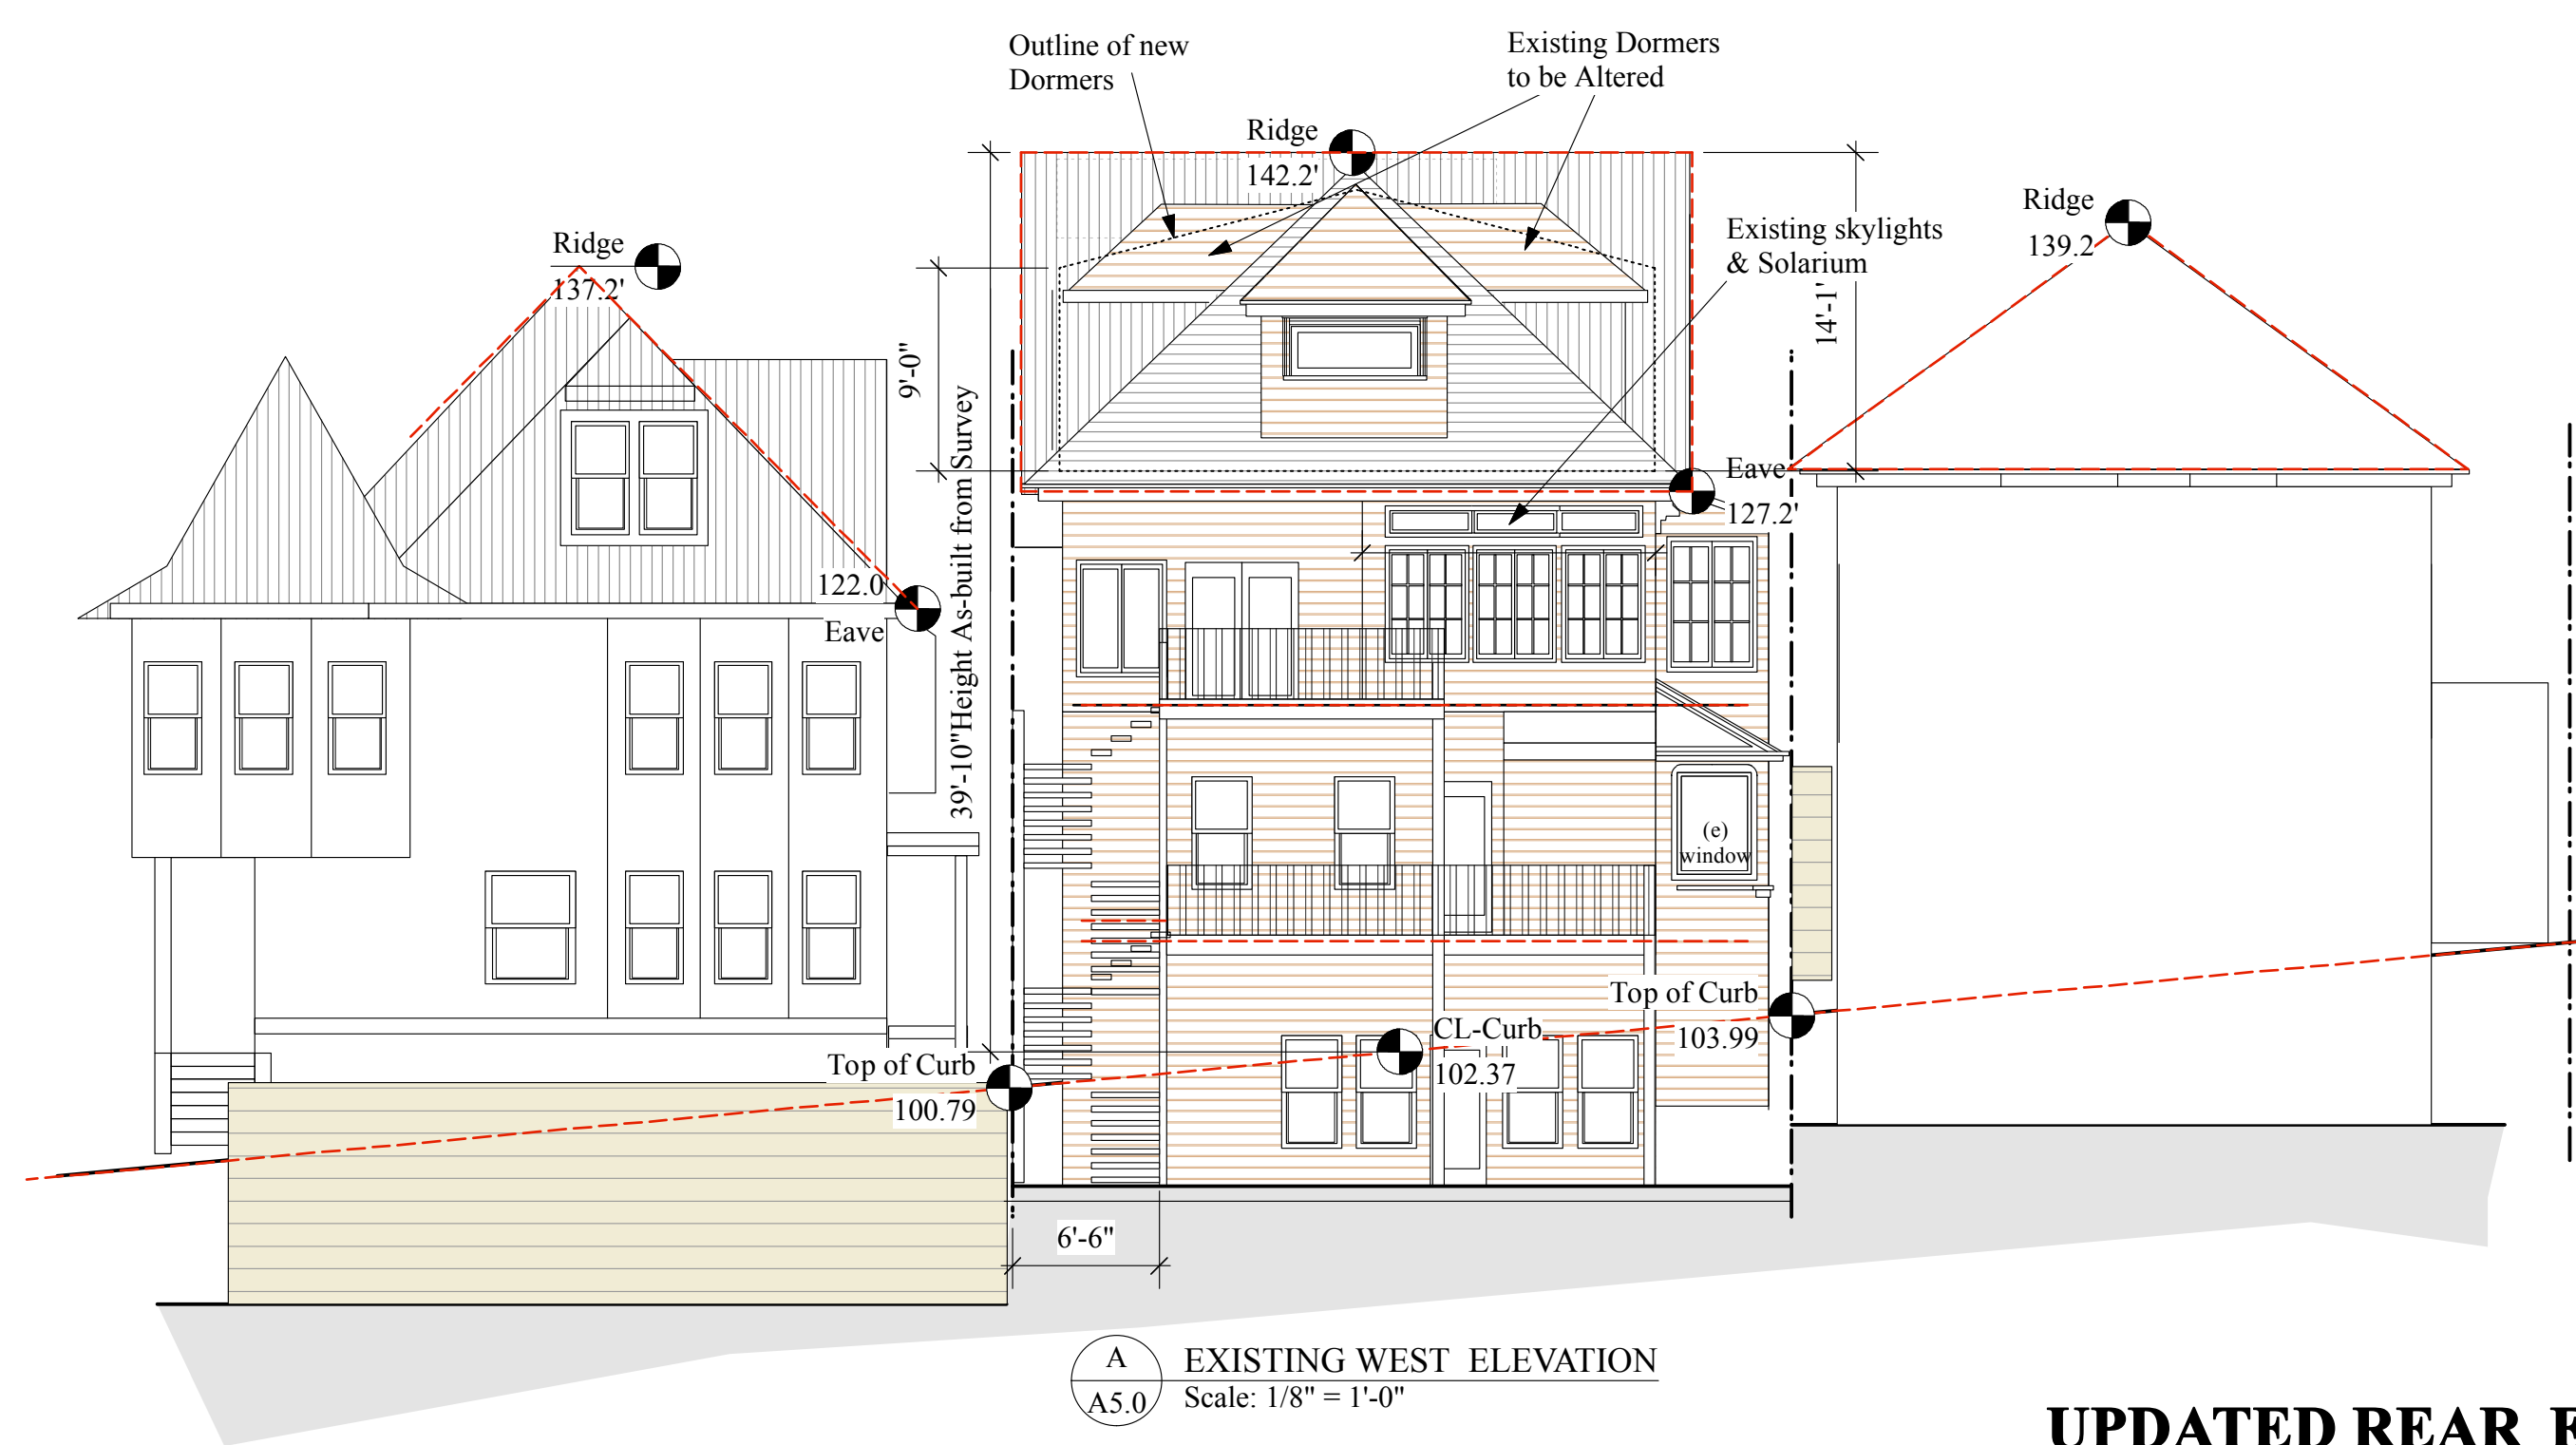 Outline of new
Dormers
Existing Dormers
to be Altered
Ridge
142.2'
Ridge
139.2
Existing skylights
& Solarium
Ridge
137.2'
14'-1"
9'-0"
39'-10"Height As-built from Survey
Eave
127.2'
122.0
Eave
(e)
window
Top of Curb
103.99
CL-Curb
102.37
Top of Curb
100.79
6'-6"
A
A5.0
EXISTING WEST ELEVATION
Scale: 1/8" = 1'-0"
UPDATED REAR